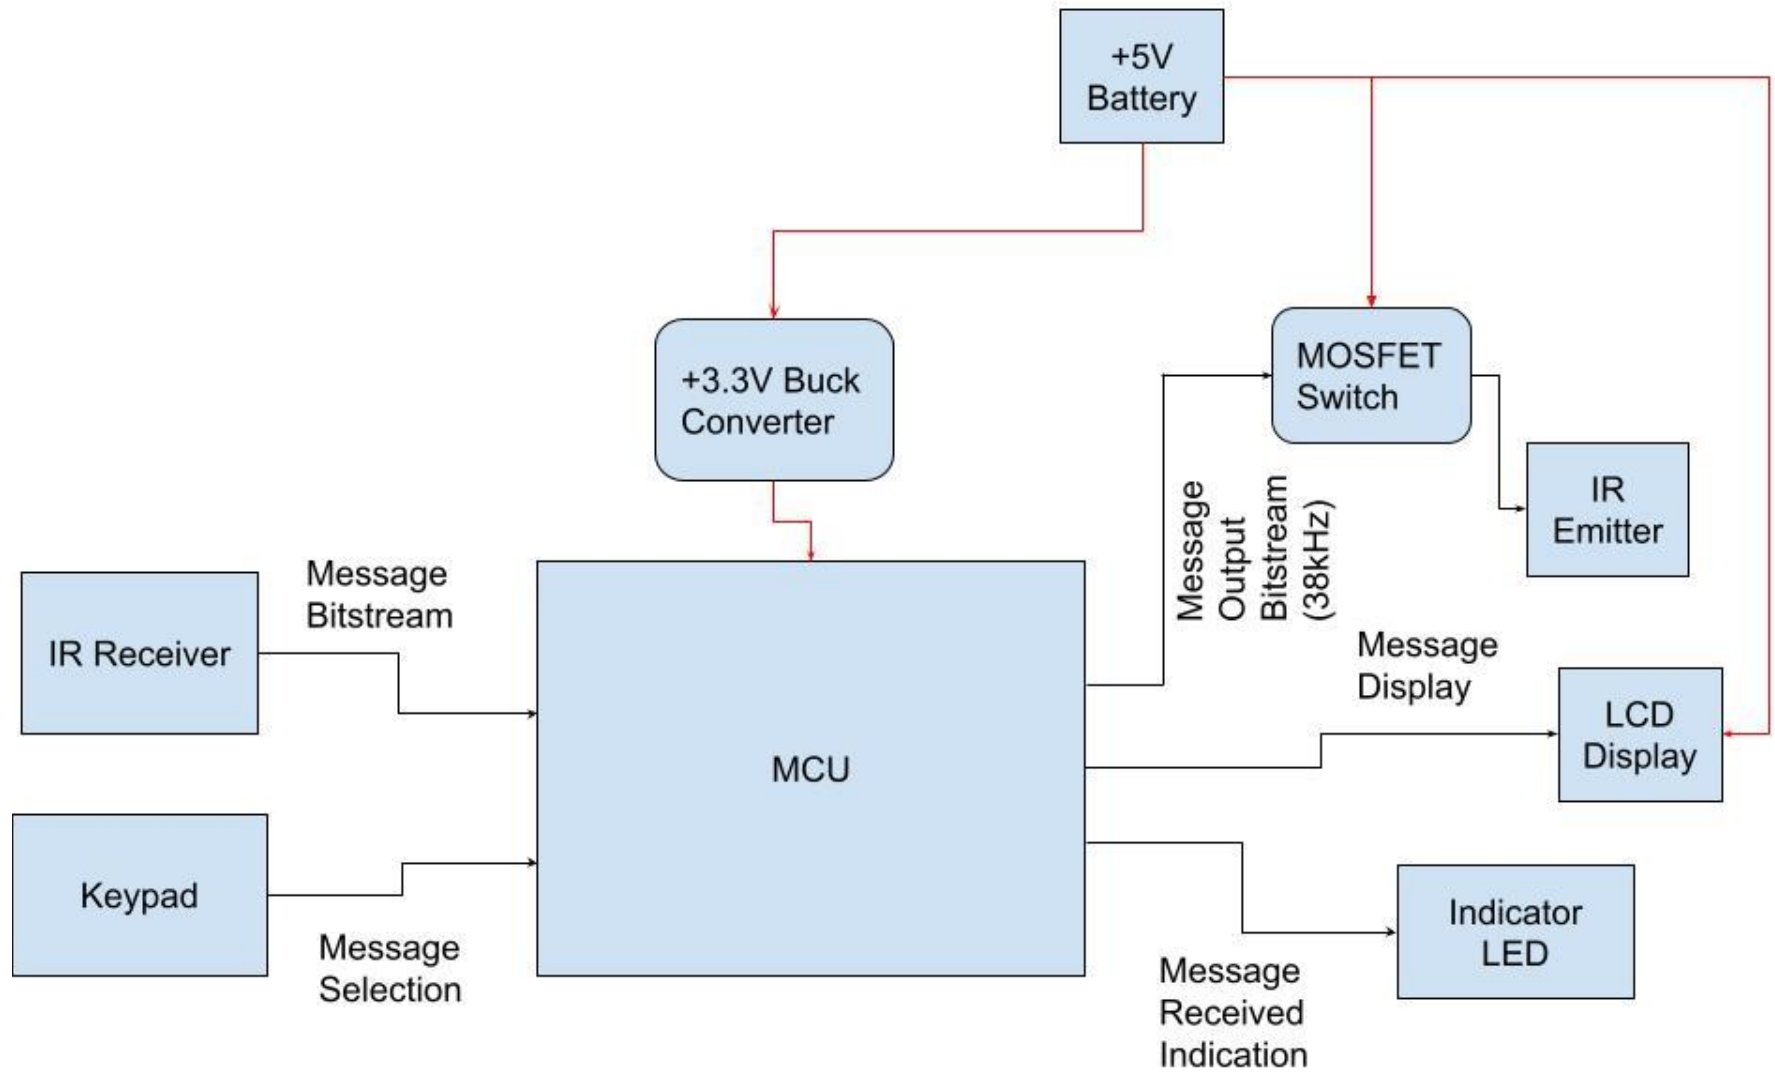 +5V
Battery
+3.3V Buck
Converter
MOSFET
Switch
IR
Emitter
Message
Output
Bitstream
(38kHz)
Message
Bitstream
IR Receiver
Message
Display
LCD
Display
MCU
Keypad
Message
Selection
Indicator
LED
Message
Received
Indication